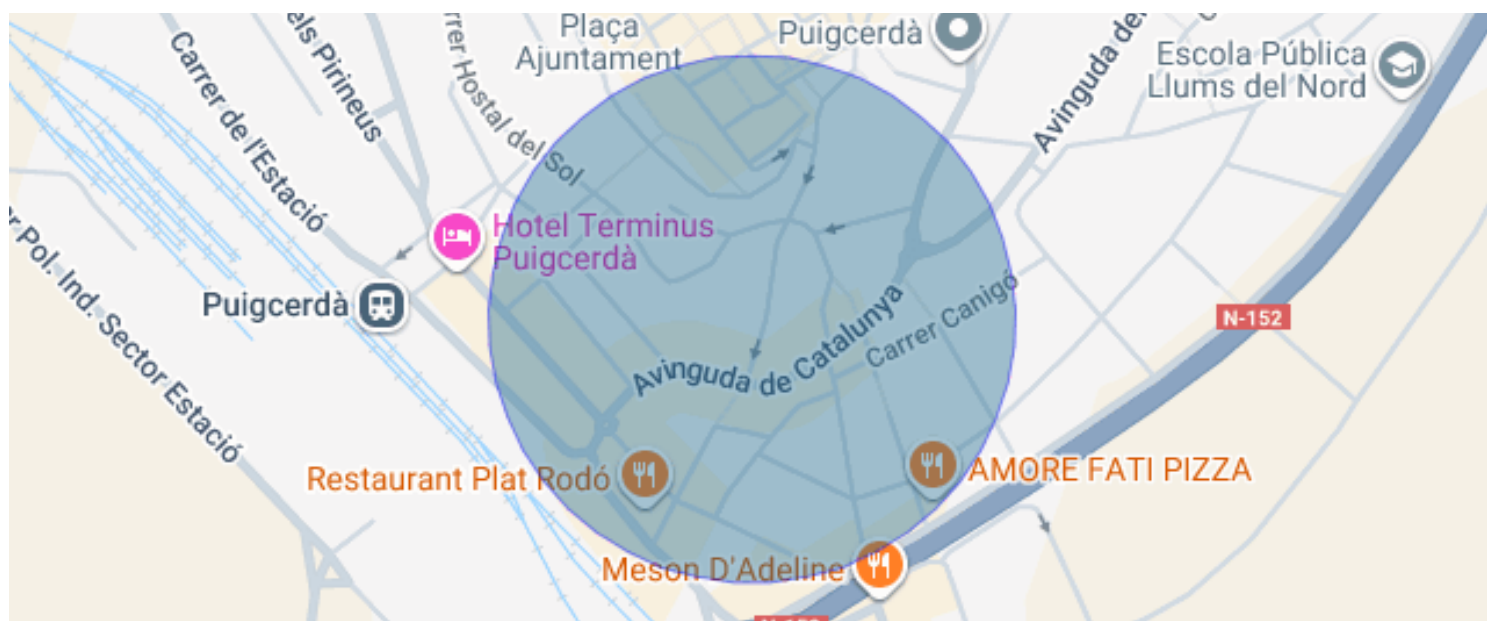 Plaça
Ajuntament
Puigcerdà
Escola Pública
Llums del Nord
els Pirineus
Carrer de l'Estació
rrer Hostal del Sol
Avinguda de
Hotel Terminus
Puigcerdà
Puigcerdà
er Pol. Ind. Sector Estació
N-152
Avinguda de Catalunya
Carrer Canigó
Restaurant Plat Rodó
AMORE FATI PIZZA
Meson D'Adeline